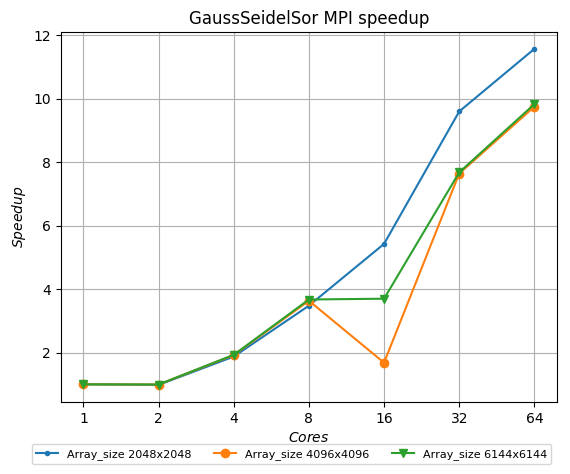 GaussSeidelSor MPI speedup
12
10
8
6
4
2
Speedup
1 2 4 8 16 32 64
Cores
Array_size 2048x2048 Array_size 4096x4096 Array_size 6144x6144